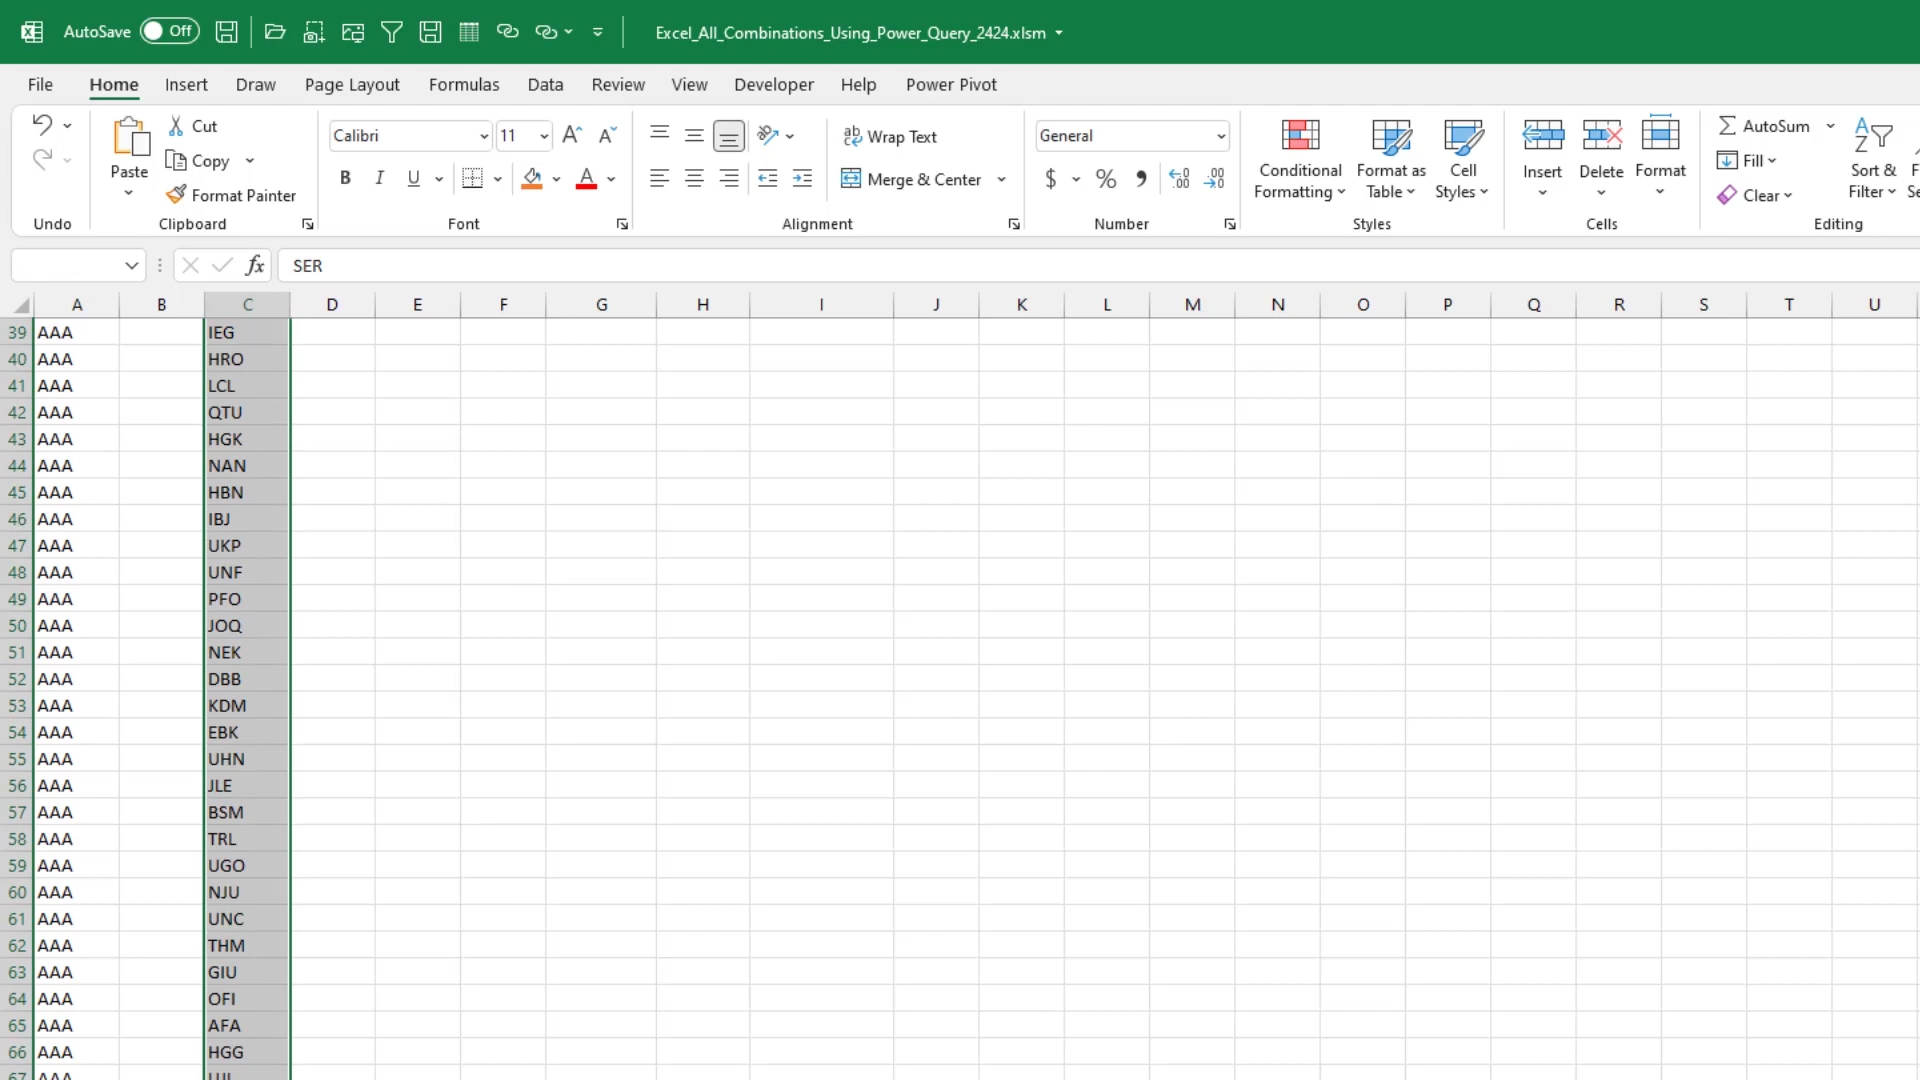 AutoSave Off Excel_All_Combinations_Using_Power_Query_2424.xlsm
File Home Insert Draw Page Layout Formulas Data Review View Developer Help Power Pivot
Cut
Copy
Format Painter
Paste
Undo
Clipboard
Calibri 11
B I U A
Font
Wrap Text
Merge & Center
Alignment
General
$ % 9
Number
Conditional Formatting
Format as Table
Cell Styles
Styles
Insert
Delete
Format
Cells
AutoSum
Fill
Clear
Sort & Filter
Editing
fx SER
A B C D E F G H I J K L M N O P Q R S T U
39 AAA IEG
40 AAA HRO
41 AAA LCL
42 AAA QTU
43 AAA HGK
44 AAA NAN
45 AAA HBN
46 AAA IBJ
47 AAA UKP
48 AAA UNF
49 AAA PFO
50 AAA JOQ
51 AAA NEK
52 AAA DBB
53 AAA KDM
54 AAA EBK
55 AAA UHN
56 AAA JLE
57 AAA BSM
58 AAA TRL
59 AAA UGO
60 AAA NJU
61 AAA UNC
62 AAA THM
63 AAA GIU
64 AAA OFI
65 AAA AFA
66 AAA HGG
67 AAA